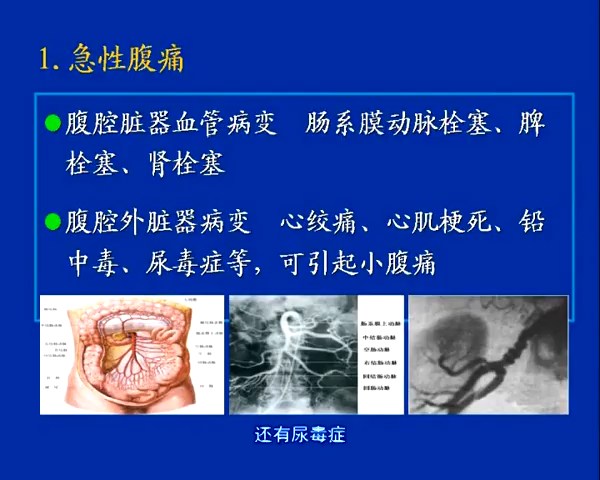 1. 急性腹痛
腹腔脏器血管病变 肠系膜动脉栓塞、脾
栓塞、肾栓塞
腹腔外脏器病变 心绞痛、心肌梗死、铅
中毒、尿毒症等，可引起小腹痛
肠系膜上动脉
中结肠动脉
空肠动脉
右结肠动脉
回结肠动脉
回肠动脉
还有尿毒症